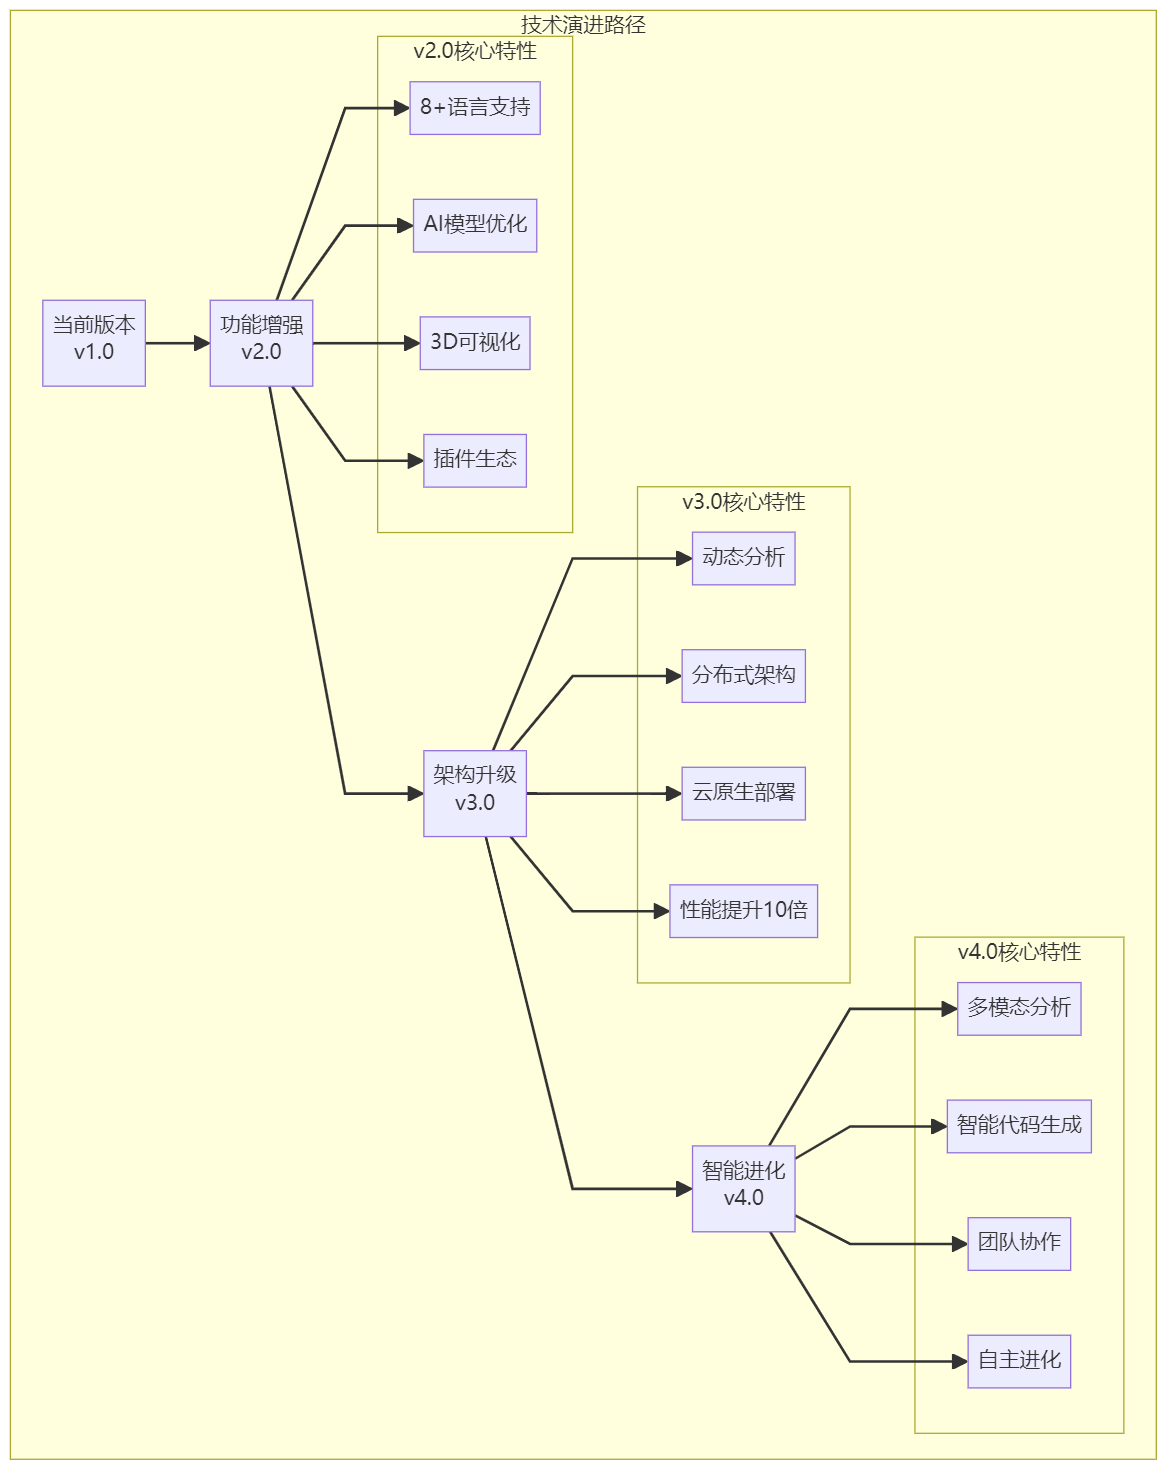 技术演进路径
v2.0核心特性
8+语言支持
AI模型优化
当前版本
v1.0
功能增强
v2.0
3D可视化
插件生态
v3.0核心特性
动态分析
分布式架构
架构升级
v3.0
云原生部署
性能提升10倍
v4.0核心特性
多模态分析
智能代码生成
智能进化
v4.0
团队协作
自主进化